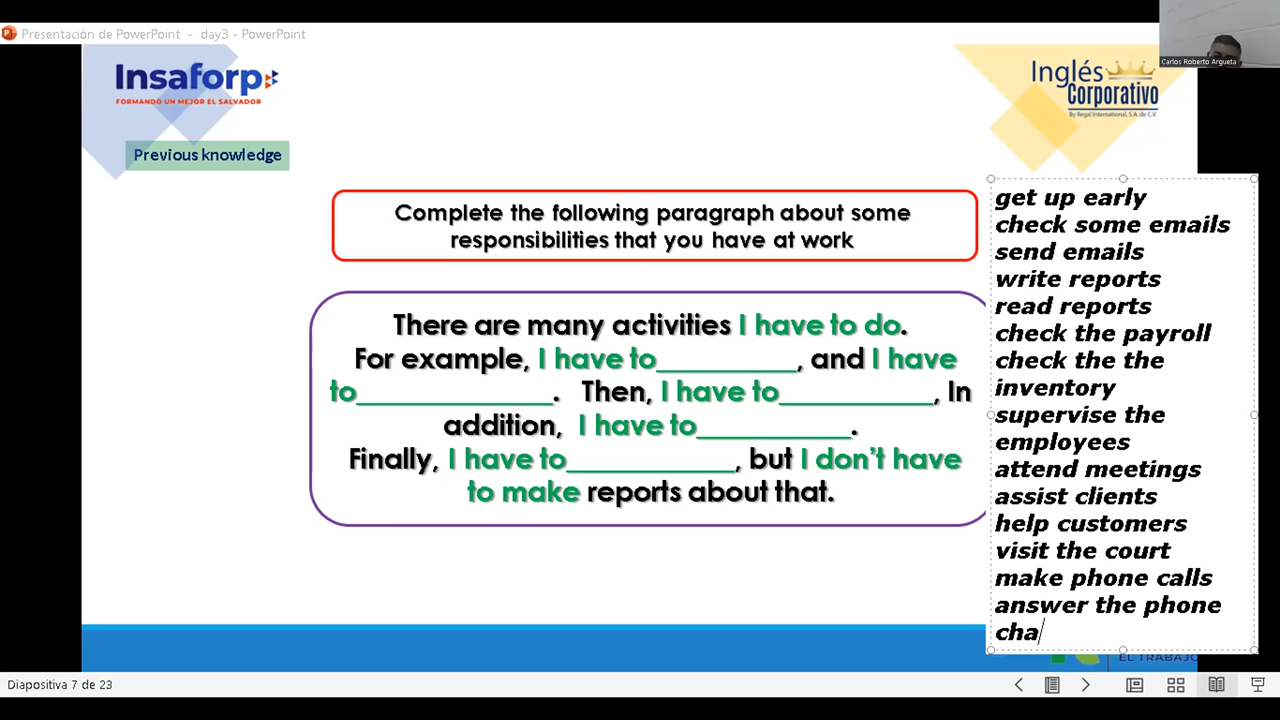 Presentación de PowerPoint - day3 - PowerPoint
Carlos Roberto Argueta
Insaforp
FORMANDO UN MEJOR EL SALVADOR
Inglés
Corporativo
By Regal International, S.A. de C.V.
Previous knowledge
Complete the following paragraph about some
responsibilities that you have at work
There are many activities I have to do.
For example, I have to__________, and I have
to______________. Then, I have to___________, In
addition, I have to___________.
Finally, I have to____________, but I don't have
to make reports about that.
get up early
check some emails
send emails
write reports
read reports
check the payroll
check the the
inventory
supervise the
employees
attend meetings
assist clients
help customers
visit the court
make phone calls
answer the phone
cha
EL TRABAJO
Diapositiva 7 de 23